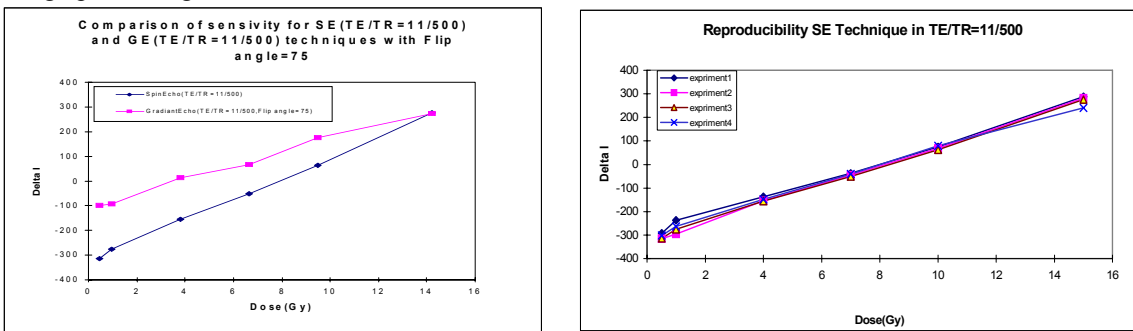 Comparison of sensivity for SE(TE/TR=11/500)
and GE(TE/TR=11/500) techniques with Flip
angle=75
400
300
200
100
0
-100
-200
-300
-400
Delta I
SpinEcho(TE/TR=11/500)
GradiantEcho(TE/TR=11/500,Flip angle=75)
0 2 4 6 8 10 12 14 16
Dose(Gy)
Reproducibility SE Technique in TE/TR=11/500
400
300
200
100
0
-100
-200
-300
-400
Delta I
expriment1
expriment2
expriment3
expriment4
0 2 4 6 8 10 12 14 16
Dose(Gy)